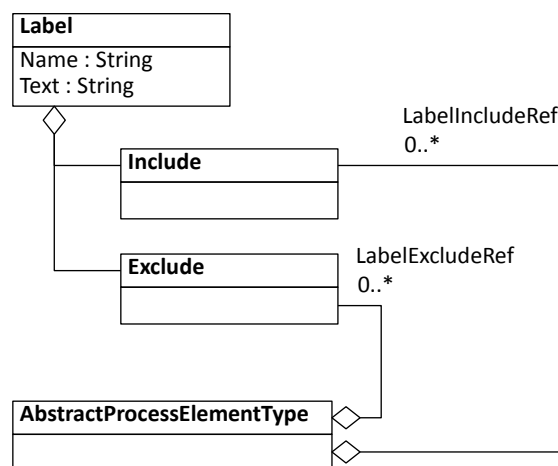 Label
Name : String
Text : String
LabelIncludeRef
0..*
Include
LabelExcludeRef
0..*
Exclude
AbstractProcessElementType